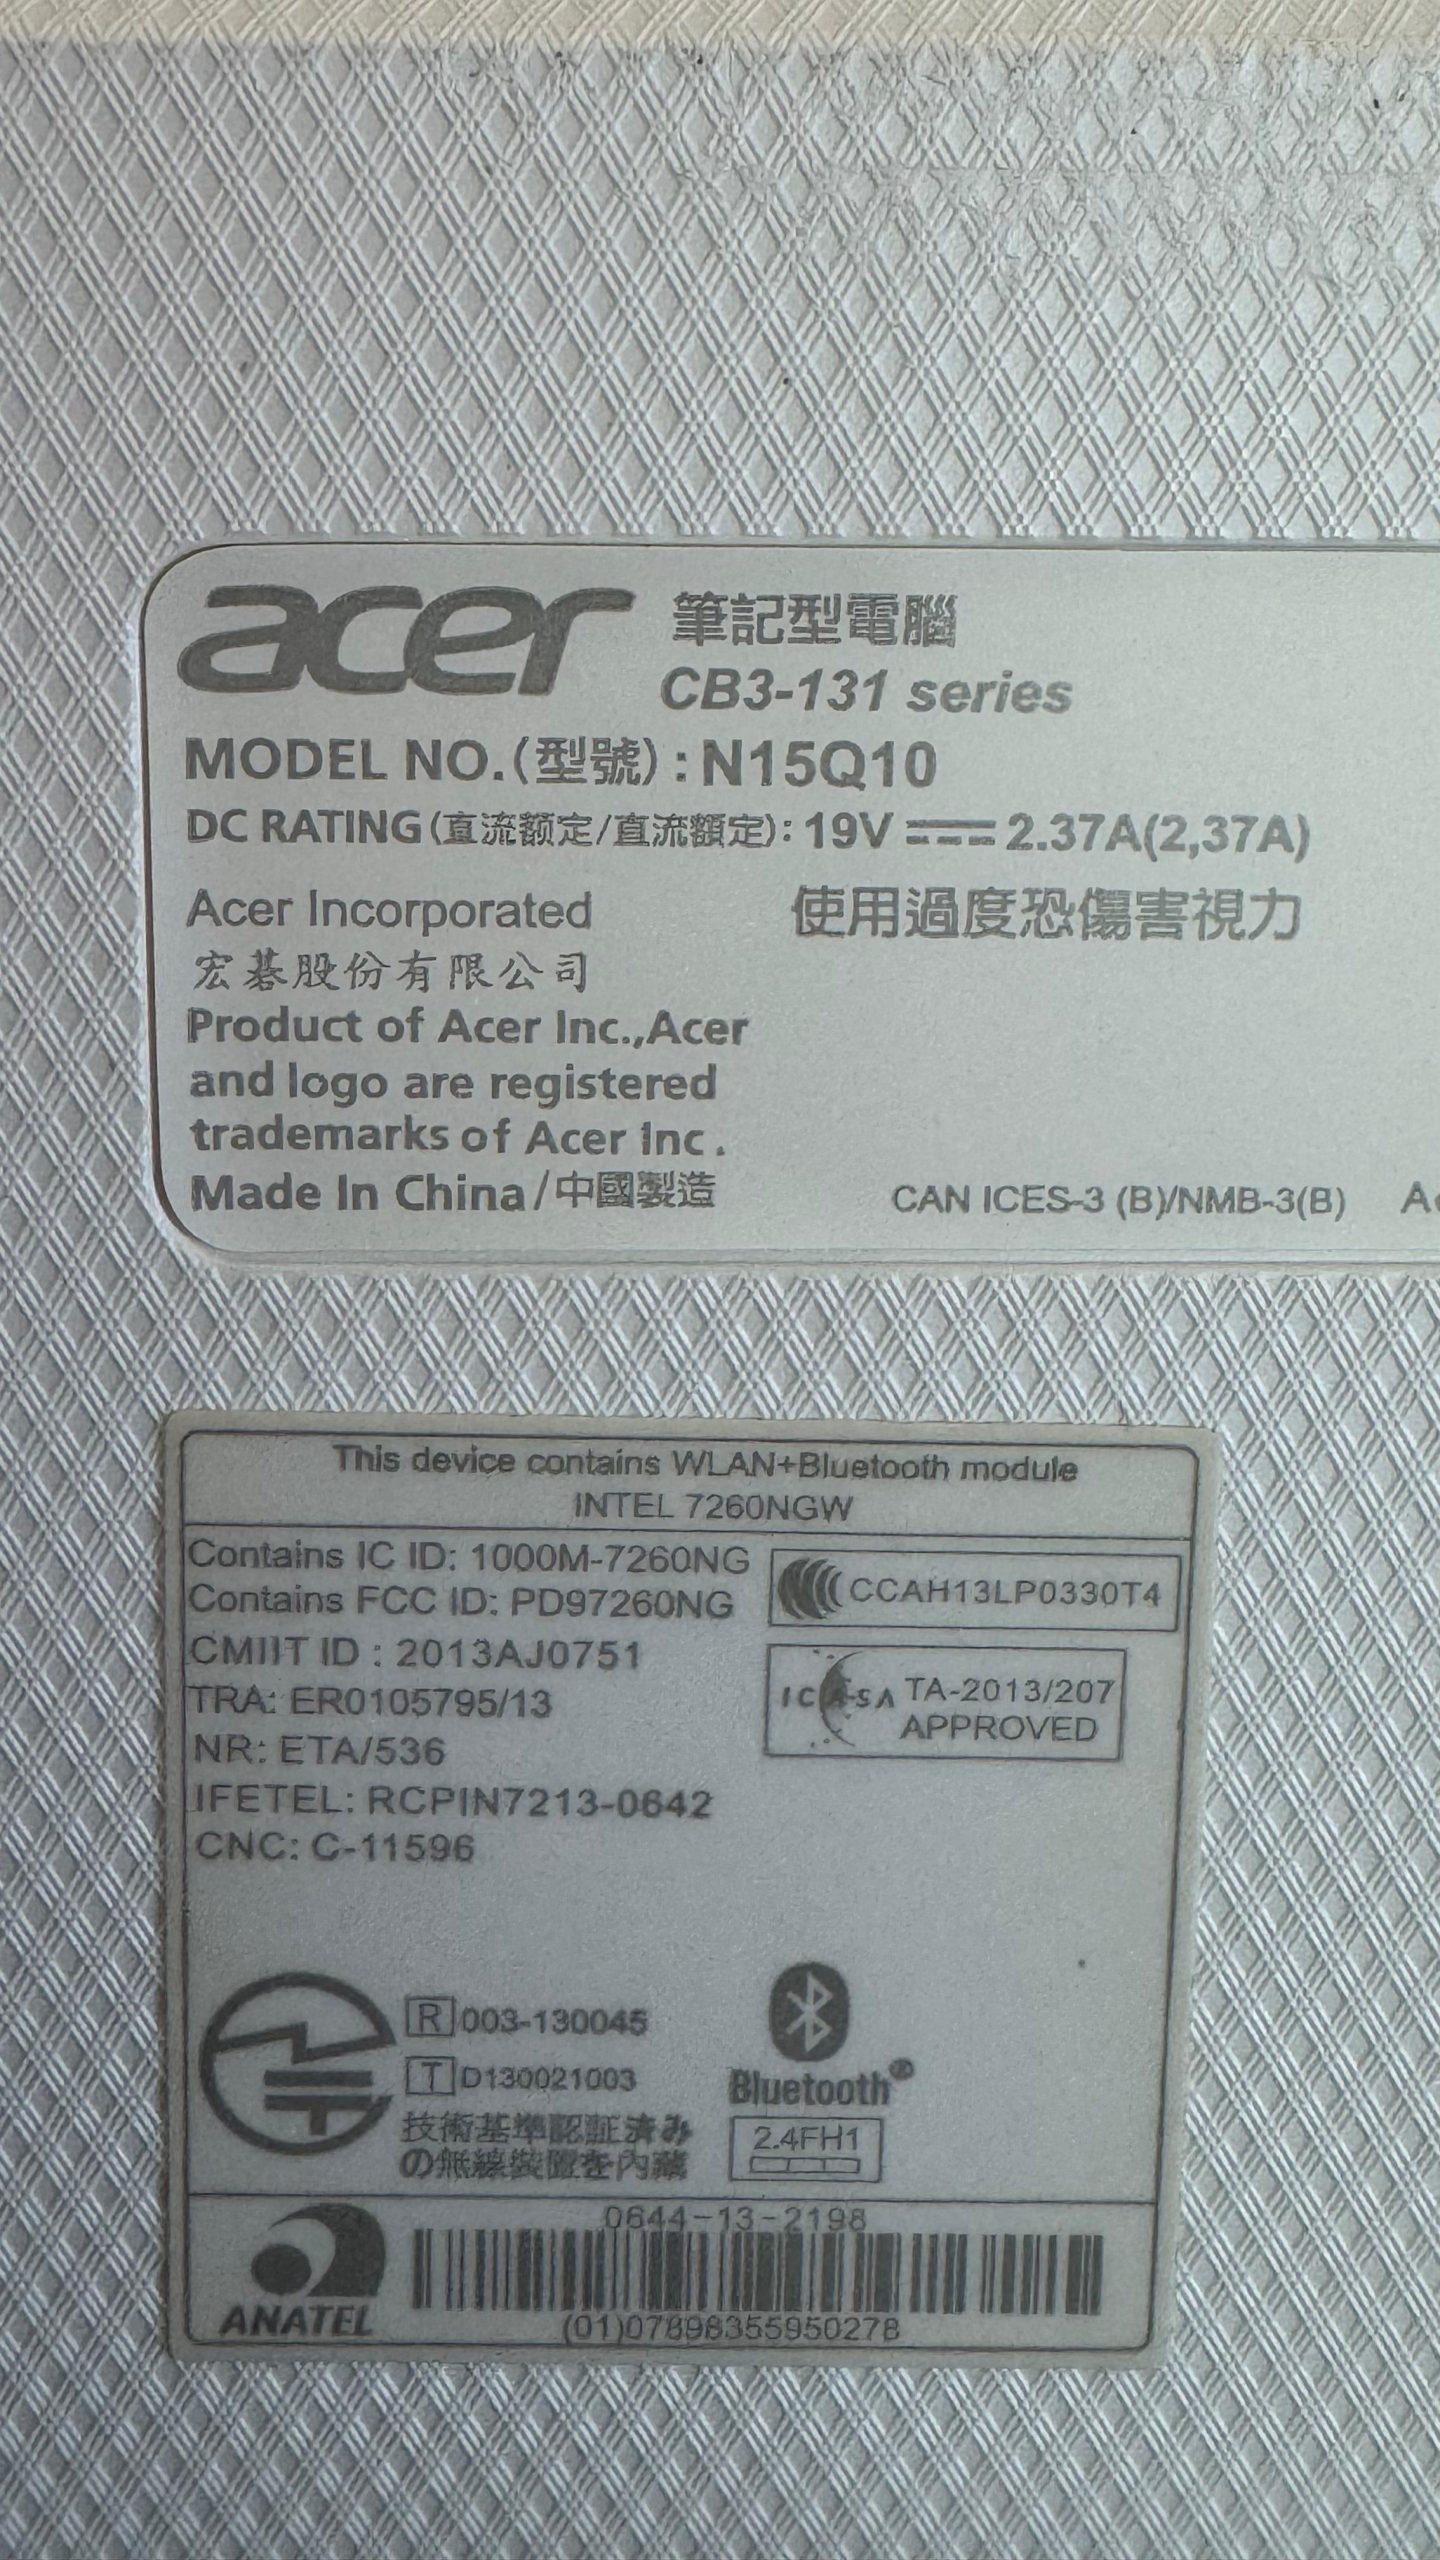 acer 筆記型電腦
CB3-131 series
MODEL NO.(型號):N15Q10
DC RATING(直流额定/直流額定): 19V 2.37A(2,37A)
Acer Incorporated 使用過度恐傷害視力
宏碁股份有限公司
Product of Acer Inc.,Acer
and logo are registered
trademarks of Acer Inc.
Made In China/中國製造 CAN ICES-3 (B)/NMB-3(B)
This device contains WLAN+Bluetooth module
INTEL 7260NGW
Contains IC ID: 1000M-7260NG
Contains FCC ID: PD97260NG
CCAH13LP0330T4
CMIIT ID : 2013AJ0751
TRA: ER0105795/13
ICASA TA-2013/207
APPROVED
NR: ETA/536
IFETEL: RCPIN7213-0642
CNC: C-11596
R 003-130045
T D130021003
技術基準認証済み
の無線装置を内蔵
Bluetooth®
2.4FH1
0644-13-2198
ANATEL
(01)07898355950278